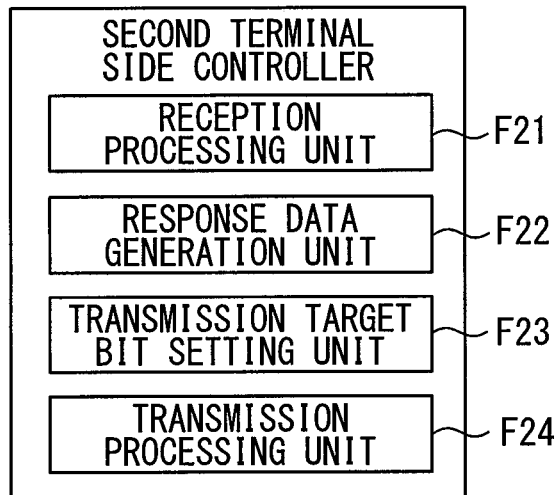 SECOND TERMINAL
SIDE CONTROLLER
RECEPTION
PROCESSING UNIT
F21
RESPONSE DATA
GENERATION UNIT
F22
TRANSMISSION TARGET
BIT SETTING UNIT
F23
TRANSMISSION
PROCESSING UNIT
F24